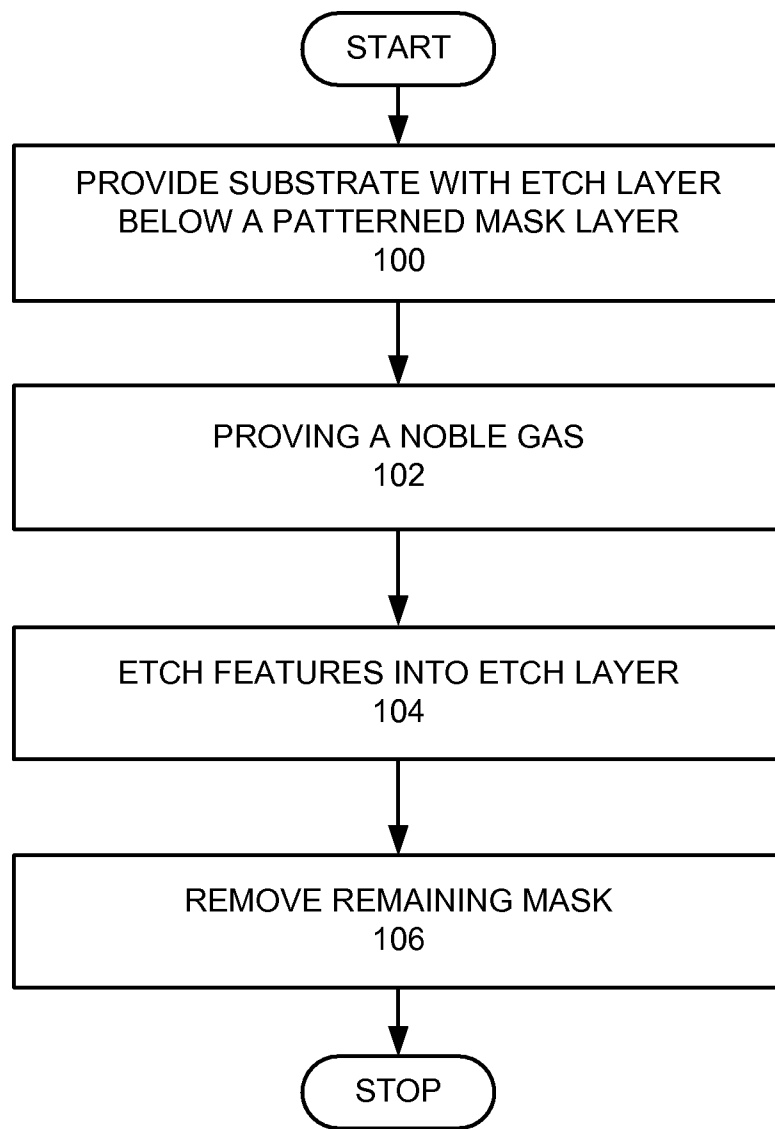 START
PROVIDE SUBSTRATE WITH ETCH LAYER
BELOW A PATTERNED MASK LAYER
100
PROVING A NOBLE GAS
102
ETCH FEATURES INTO ETCH LAYER
104
REMOVE REMAINING MASK
106
STOP